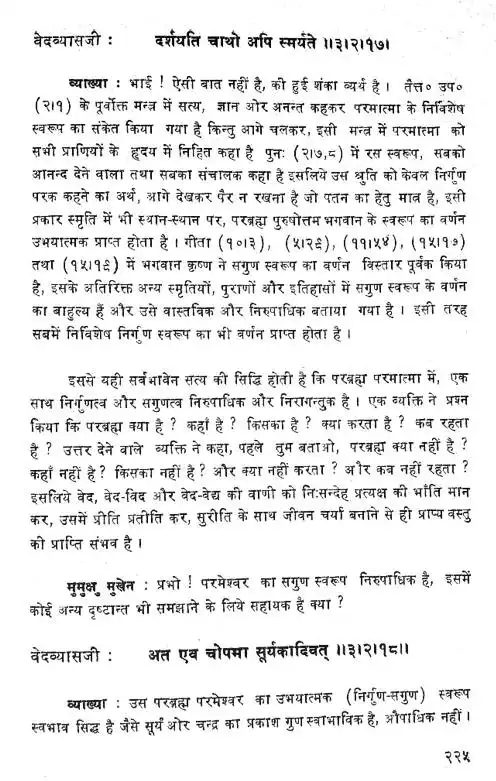 वेदव्यासजी : दर्शयति चाथो अपि स्मर्यते ॥३।२।१७।
व्याख्या : भाई ! ऐसी बात नहीं है, की हुई शंका व्यर्थ है । तैत्त० उप०
(२।१) के पूर्वोक्त मन्त्र में सत्य, ज्ञान और अनन्त कहकर परमात्मा के निर्विशेष
स्वरूप का संकेत किया गया है किन्तु आगे चलकर, इसी मन्त्र में परमात्मा को
सभी प्राणियों के हृदय में निहित कहा है पुनः (२।७,८) में रस स्वरूप, सबको
आनन्द देने वाला तथा सबका संचालक कहा है इसलिये उस श्रुति को केवल निर्गुण
परक कहने का अर्थ, आगे देखकर पैर न रखना है जो पतन का हेतु मात्र है, इसी
प्रकार स्मृति में भी स्थान-स्थान पर, परब्रह्म पुरुषोत्तम भगवान के स्वरूप का वर्णन
उभयात्मक प्राप्त होता है । गीता (१०।३), (५।२९), (११।५४), (१५।१७)
तथा (१५।१९) में भगवान कृष्ण ने सगुण स्वरूप का वर्णन विस्तार पूर्वक किया
है, इसके अतिरिक्त अन्य स्मृतियों, पुराणों और इतिहासों में सगुण स्वरूप के वर्णन
का बाहुल्य हैं और उसे वास्तविक और निरुपाधिक बताया गया है । इसी तरह
सबमें निर्विशेष निर्गुण स्वरूप का भी वर्णन प्राप्त होता है ।
इससे यही सर्वभावेन सत्य की सिद्धि होती है कि परब्रह्म परमात्मा में, एक
साथ निर्गुणत्व और सगुणत्व निरुपाधिक और निरागन्तुक है । एक व्यक्ति ने प्रश्न
किया कि परब्रह्म क्या है ? कहाँ है ? किसका है ? क्या करता है ? कब रहता
है ? उत्तर देने वाले व्यक्ति ने कहा, पहले तुम बताओ, परब्रह्म क्या नहीं है ?
कहाँ नहीं है ? किसका नहीं है ? और क्या नहीं करता ? और कब नहीं रहता ?
इसलिये वेद, वेद-विद और वेद-वेद्य की वाणी को निःसन्देह प्रत्यक्ष की भाँति मान
कर, उसमें प्रीति प्रतीति कर, सुरीति के साथ जीवन चर्या बनाने से ही प्राप्य वस्तु
की प्राप्ति संभव है ।
मुमुक्षु मुखेन : प्रभो ! परमेश्वर का सगुण स्वरूप निरुपाधिक है, इसमें
कोई अन्य दृष्टान्त भी समझाने के लिये सहायक है क्या ?
वेदव्यासजी : अत एव चोपमा सूर्यकादिवत् ॥३।२।१८॥
व्याख्या : उस परब्रह्म परमेश्वर का उभयात्मक (निर्गुण-सगुण) स्वरूप
स्वभाव सिद्ध है जैसे सूर्य और चन्द्र का प्रकाश गुण स्वाभाविक है, औपाधिक नहीं ।
२२५